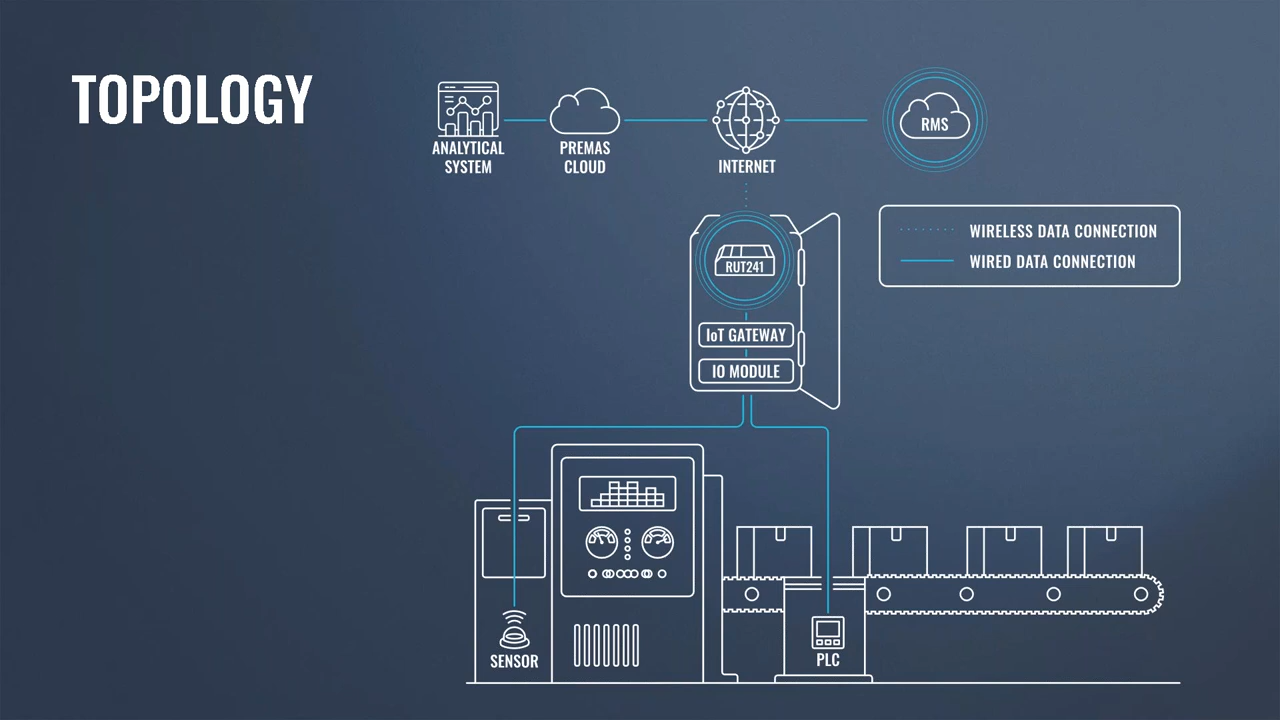 TOPOLOGY
ANALYTICAL
SYSTEM
PREMAS
CLOUD
INTERNET
RMS
WIRELESS DATA CONNECTION
WIRED DATA CONNECTION
RUT241
IoT GATEWAY
IO MODULE
SENSOR
PLC